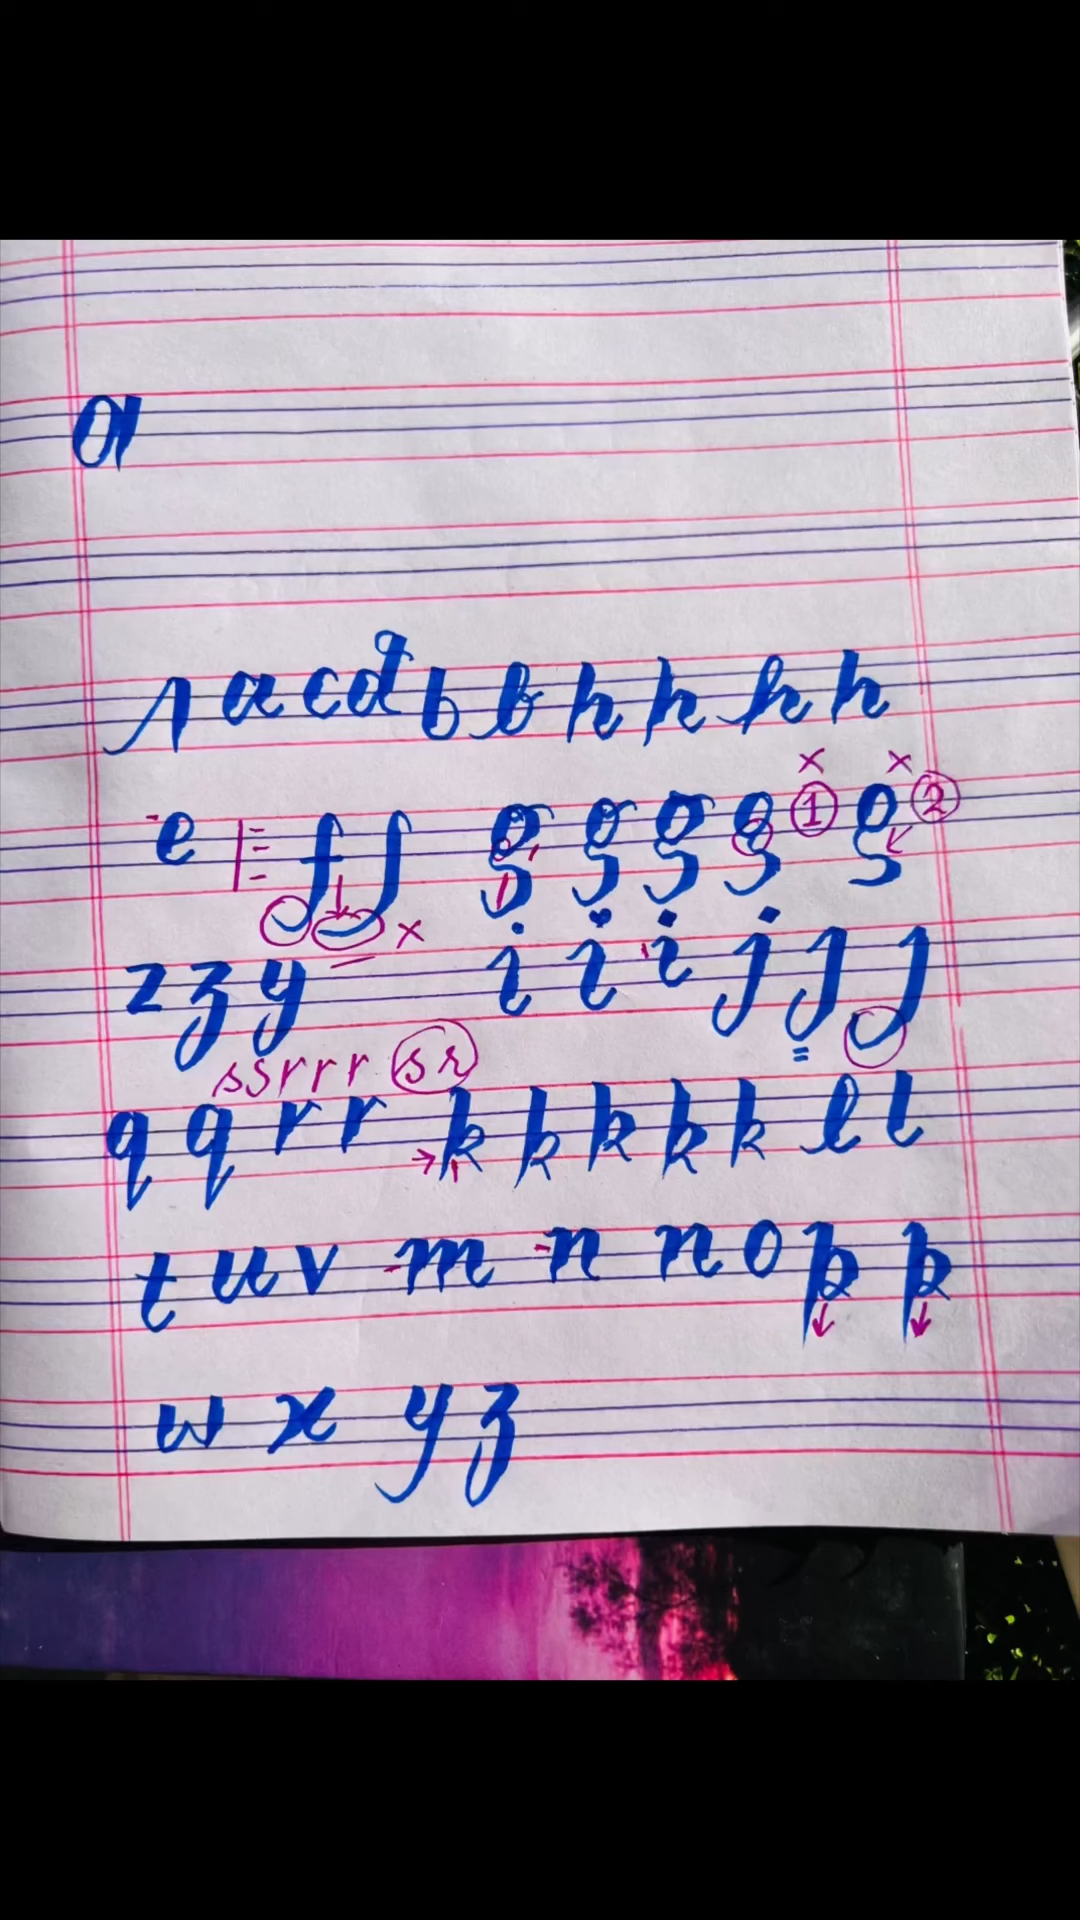 a
s a c d b b h h h h
x x
e f f g g g g 1 g 2
x
z z y i i i j j j
s s r r r s r
q q r r k k k k k l l
t u v m n n o p p
w x y z